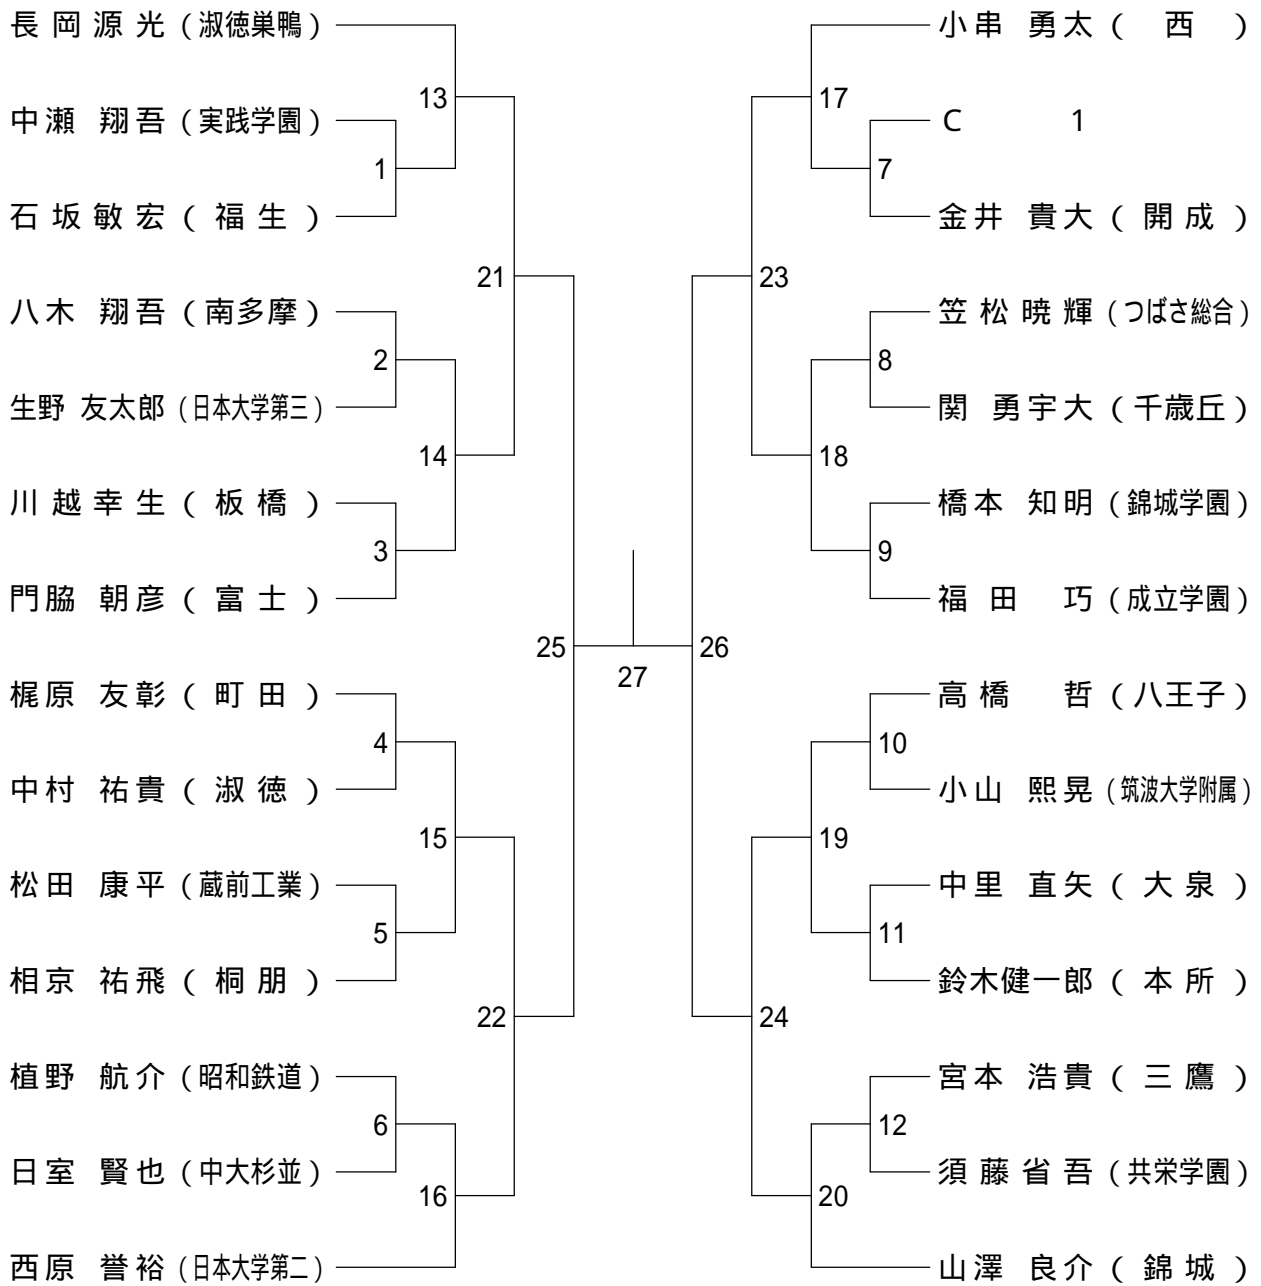 長岡源光（淑徳巣鴨）
13
中瀬 翔吾（実践学園）
1
石坂敏宏（福生）
21
八木 翔吾（南多摩）
2
生野 友太郎（日本大学第三）
14
川越幸生（板橋）
3
門脇 朝彦（富士）
25
梶原 友彰（町田）
4
中村 祐貴（淑徳）
15
松田 康平（蔵前工業）
5
相京 祐飛（桐朋）
22
植野 航介（昭和鉄道）
6
日室 賢也（中大杉並）
16
西原 誉裕（日本大学第二）
27
小串 勇太（西）
17
C 1
7
金井 貴大（開成）
23
笠松暁輝（つばさ総合）
8
関 勇宇大（千歳丘）
18
橋本 知明（錦城学園）
9
福田 巧（成立学園）
26
高橋 哲（八王子）
10
小山 熙晃（筑波大学附属）
19
中里 直矢（大泉）
11
鈴木健一郎（本所）
24
宮本 浩貴（三鷹）
12
須藤省吾（共栄学園）
20
山澤 良介（錦城）